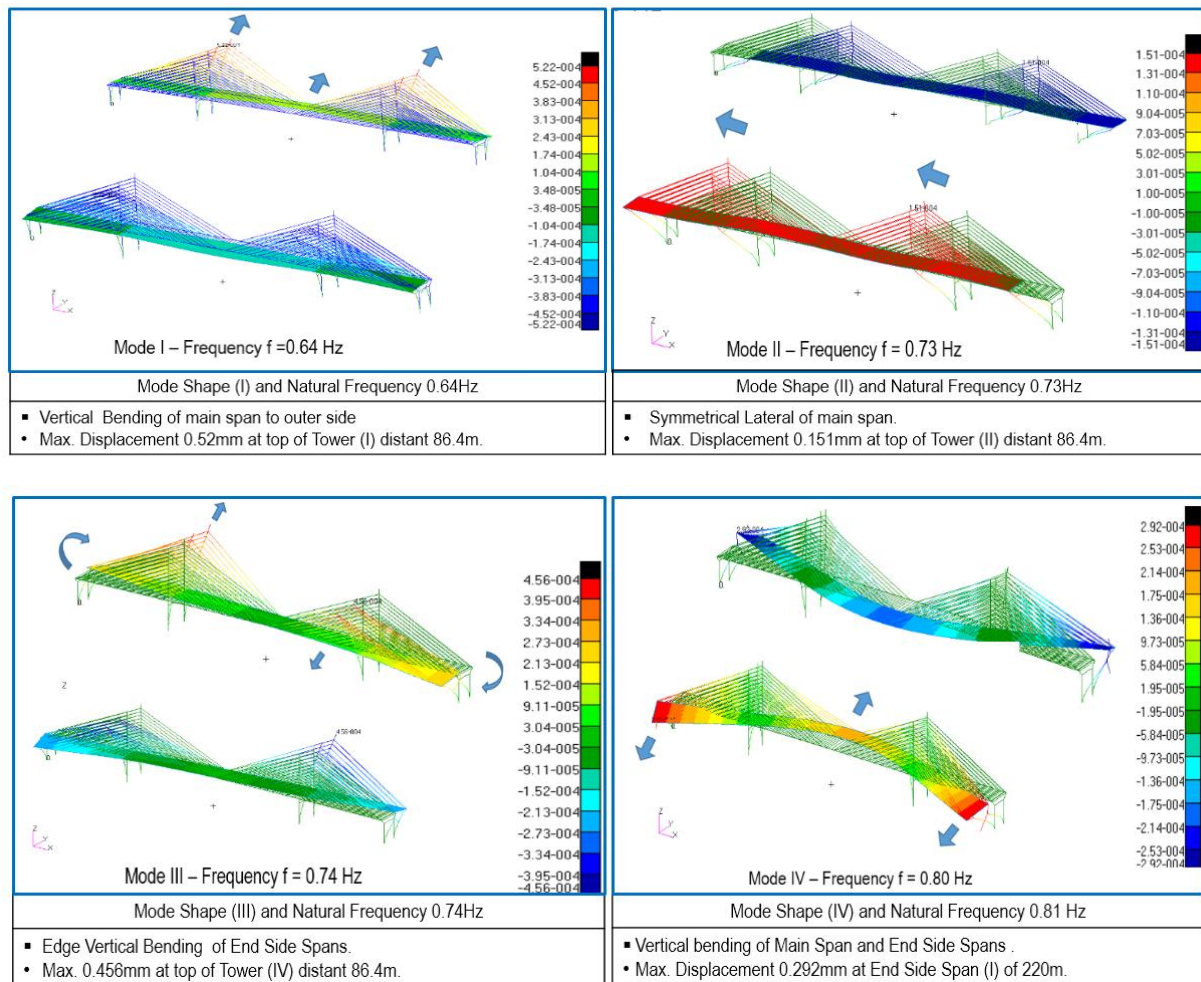 5.22-001
5.22-004
4.52-004
3.83-004
3.13-004
2.43-004
1.74-004
1.04-004
3.48-005
-3.48-005
-1.04-004
-1.74-004
-2.43-004
-3.13-004
-3.83-004
-4.52-004
-5.22-004
Z
Y
X
Mode I – Frequency f =0.64 Hz
Mode Shape (I) and Natural Frequency 0.64Hz
▪ Vertical Bending of main span to outer side
• Max. Displacement 0.52mm at top of Tower (I) distant 86.4m.
1.51-004
1.51-004
1.31-004
1.10-004
9.04-005
7.03-005
5.02-005
3.01-005
1.00-005
-1.00-005
-3.01-005
-5.02-005
-7.03-005
-9.04-005
-1.10-004
-1.31-004
-1.51-004
Z
Y
X
Mode II – Frequency f = 0.73 Hz
Mode Shape (II) and Natural Frequency 0.73Hz
▪ Symmetrical Lateral of main span.
• Max. Displacement 0.151mm at top of Tower (II) distant 86.4m.
4.56-004
3.95-004
3.34-004
2.73-004
2.13-004
1.52-004
9.11-005
3.04-005
-3.04-005
-9.11-005
-1.52-004
-2.13-004
-2.73-004
-3.34-004
-3.95-004
-4.56-004
Z
4.56-004
Z
Y
X
Mode III – Frequency f = 0.74 Hz
Mode Shape (III) and Natural Frequency 0.74Hz
▪ Edge Vertical Bending of End Side Spans.
• Max. 0.456mm at top of Tower (IV) distant 86.4m.
2.92-004
2.92-004
2.53-004
2.14-004
1.75-004
1.36-004
9.73-005
5.84-005
1.95-005
-1.95-005
-5.84-005
-9.73-005
-1.36-004
-1.75-004
-2.14-004
-2.53-004
-2.92-004
Z
Y
X
Mode IV – Frequency f = 0.80 Hz
Mode Shape (IV) and Natural Frequency 0.81 Hz
▪ Vertical bending of Main Span and End Side Spans .
• Max. Displacement 0.292mm at End Side Span (I) of 220m.